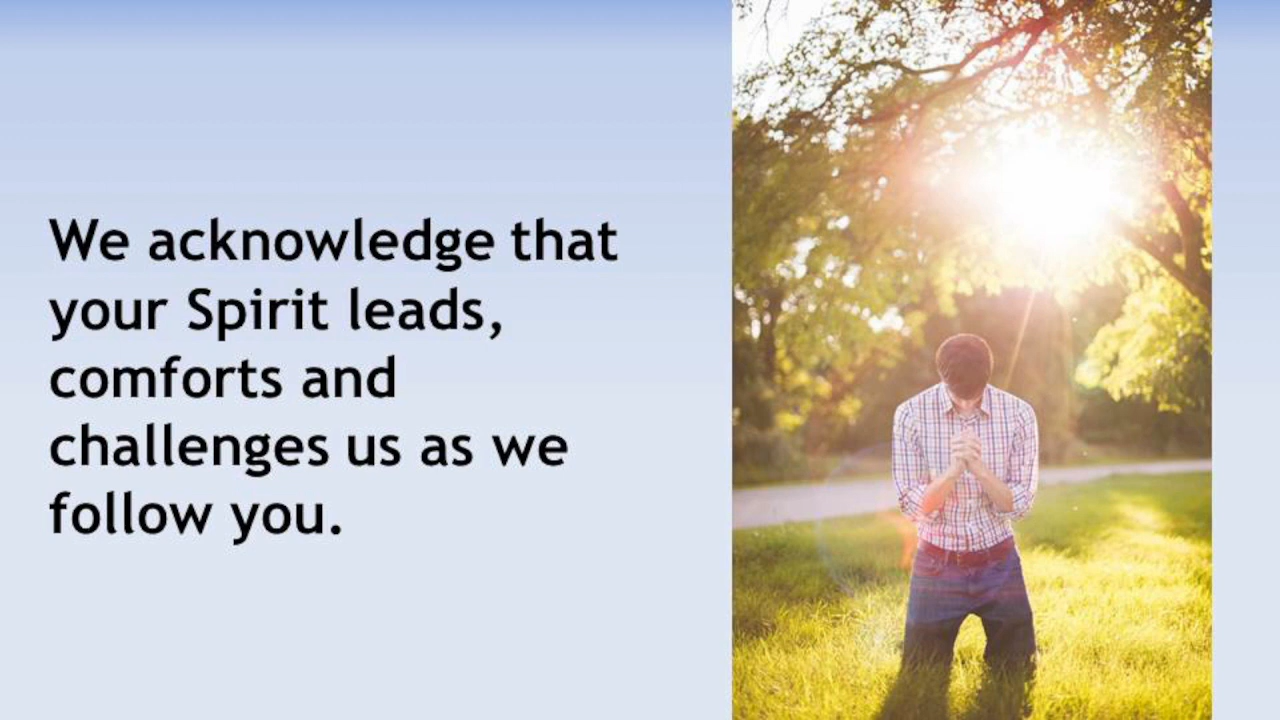 We acknowledge that
your Spirit leads,
comforts and
challenges us as we
follow you.